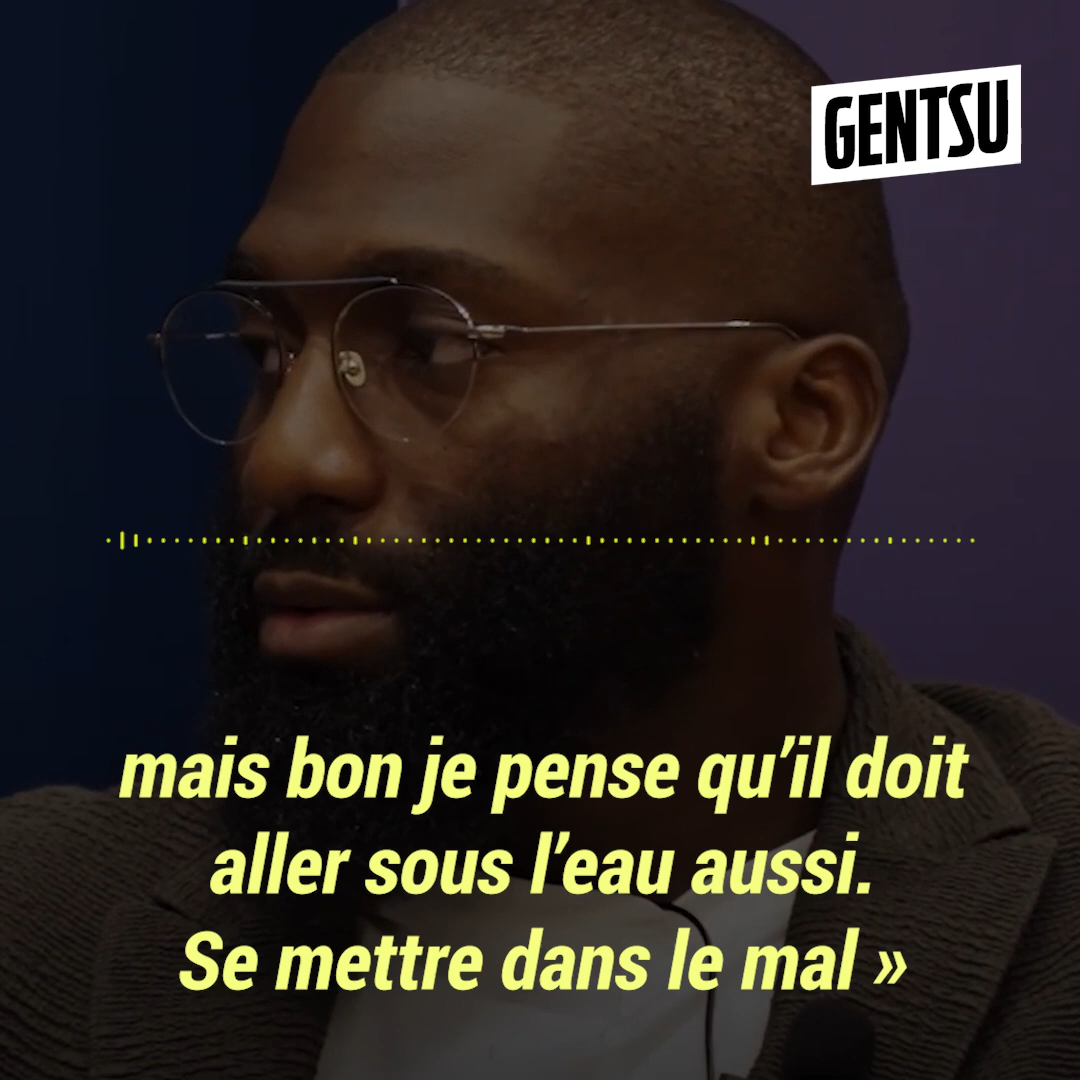 GENTSU
mais bon je pense qu’il doit
aller sous l’eau aussi.
Se mettre dans le mal »